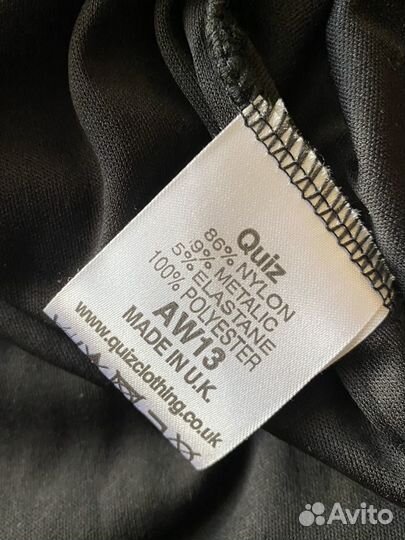 Quiz
86% NYLON
9% METALIC
5% ELASTANE
100% POLYESTER
AW13
MADE IN U.K.
www.quizclothing.co.uk
Avito